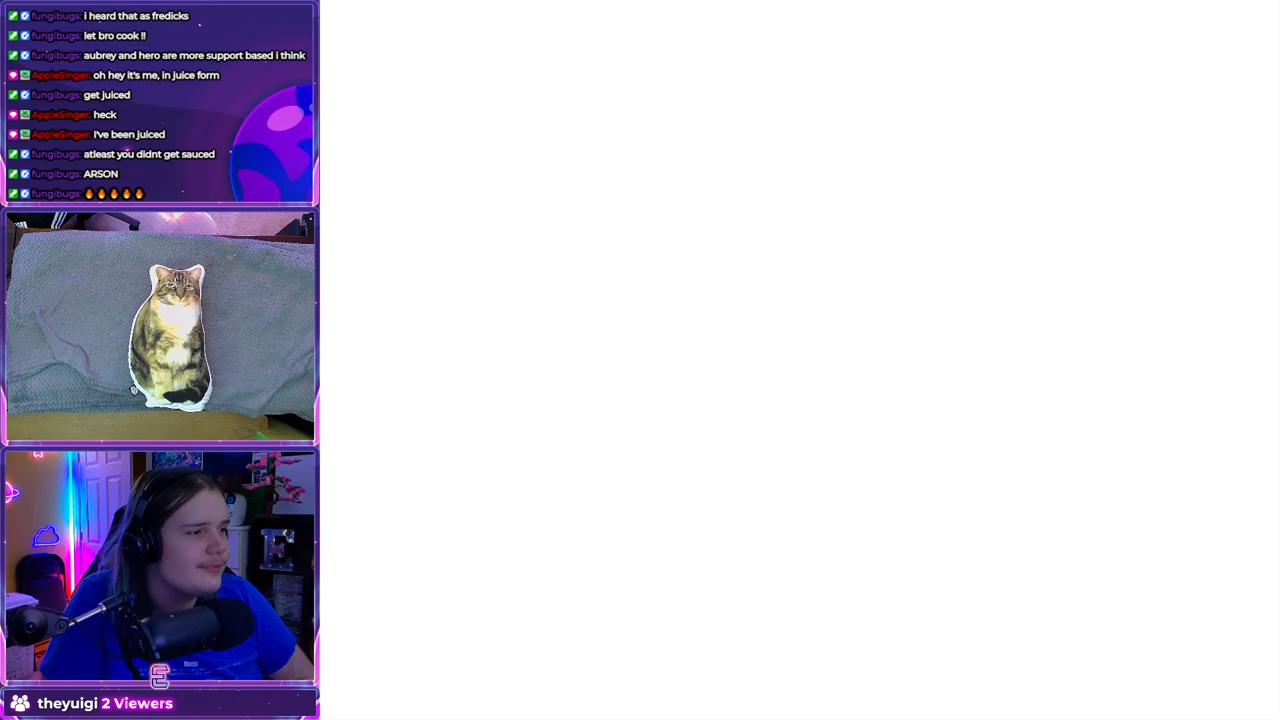 fungibugs: i heard that as fredicks
fungibugs: let bro cook !!
fungibugs: aubrey and hero are more support based i think
AppleSinger: oh hey it's me, in juice form
fungibugs: get juiced
AppleSinger: heck
AppleSinger: I've been juiced
fungibugs: atleast you didnt get sauced
fungibugs: ARSON
fungibugs: 🔥🔥🔥🔥🔥
theyuigi 2 Viewers